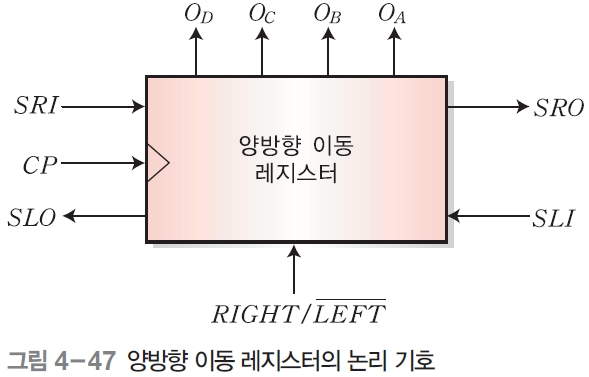 O_D O_C O_B O_A
SRI
SRO
양방향 이동
레지스터
CP
SLO
SLI
RIGHT/\overline{LEFT}
그림 4-47 양방향 이동 레지스터의 논리 기호